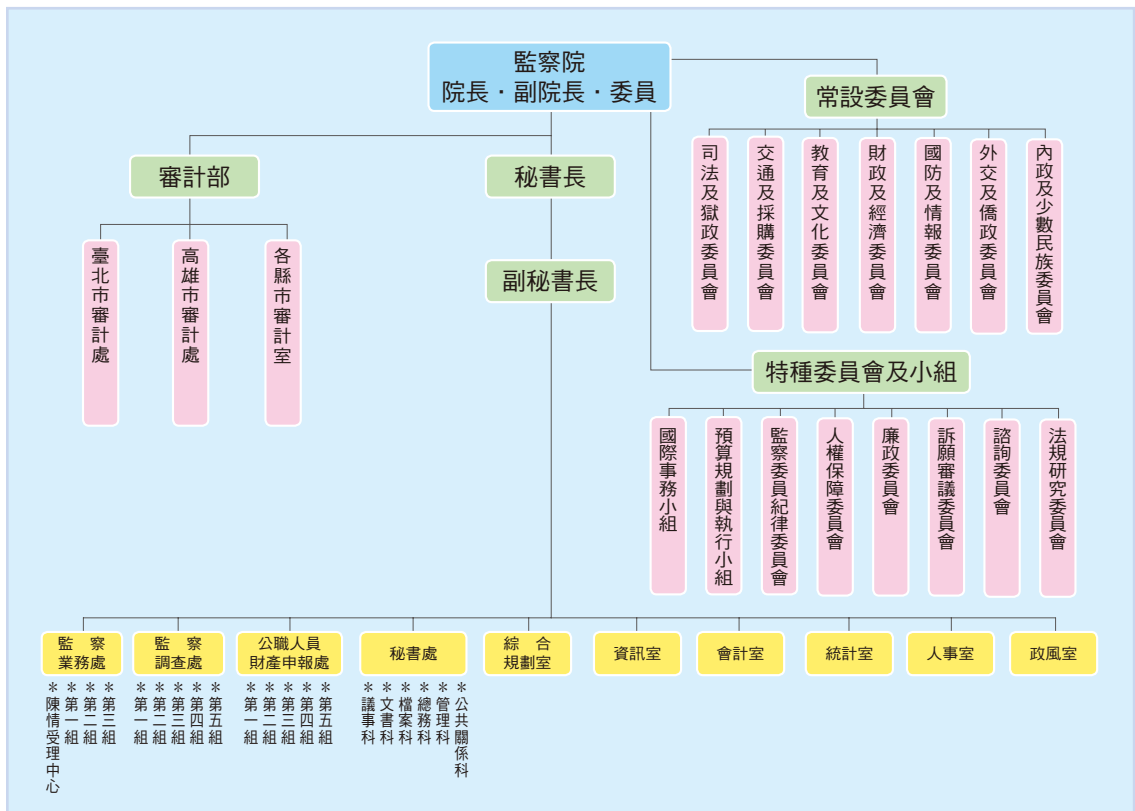 監察院
院長・副院長・委員
常設委員會
司法及獄政委員會
交通及採購委員會
教育及文化委員會
財政及經濟委員會
國防及情報委員會
外交及僑政委員會
內政及少數民族委員會
審計部
秘書長
臺北市審計處
高雄市審計處
各縣市審計室
副秘書長
特種委員會及小組
國際事務小組
預算規劃與執行小組
監察委員紀律委員會
人權保障委員會
廉政委員會
訴願審議委員會
諮詢委員會
法規研究委員會
監 察
業務處
監 察
調查處
公職人員
財產申報處
秘書處
綜 合
規劃室
資訊室
會計室
統計室
人事室
政風室
*陳情受理中心
*第一組
*第二組
*第三組
*第一組
*第二組
*第三組
*第四組
*第五組
*第一組
*第二組
*第三組
*第四組
*第五組
*議事科
*文書科
*檔案科
*總務科
*管理科
*公共關係科